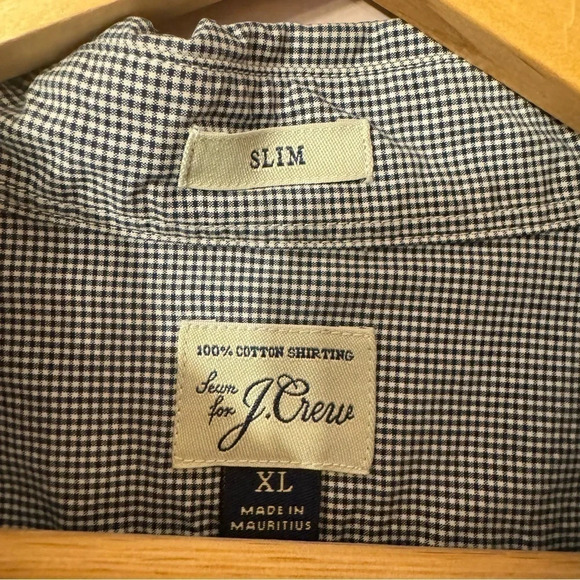 SLIM
100% COTTON SHIRTING
Sewn
for J.Crew
XL
MADE IN
MAURITIUS